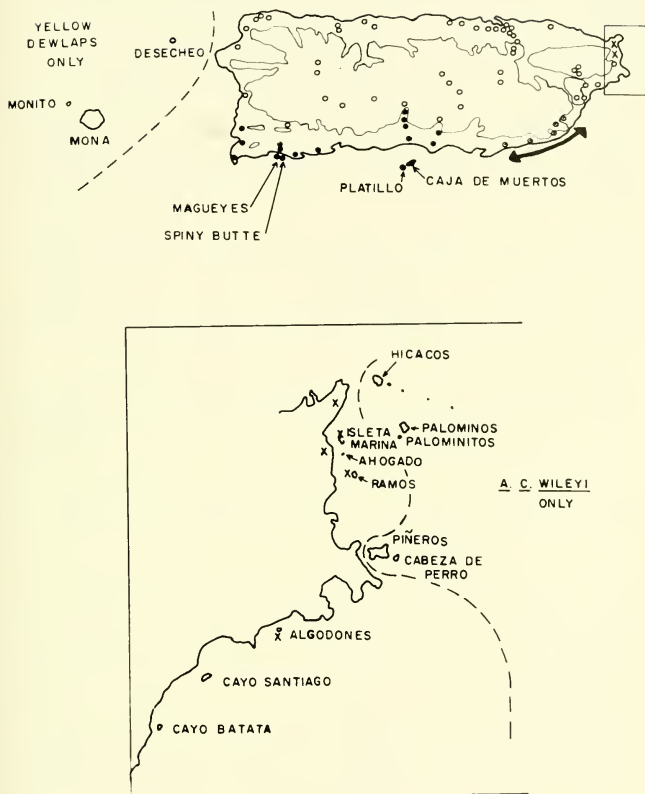 YELLOW
DEWLAPS
ONLY
DESECHEO
MONITO
MONA
MAGUEYES
SPINY BUTTE
PLATILLO
CAJA DE MUERTOS
HICACOS
PALOMINOS
PALOMINITOS
X ISLETA
MARINA
AHOGADO
X RAMOS
A. C. WILEYI
ONLY
PIÑEROS
CABEZA DE
PERRO
X ALGODONES
CAYO SANTIAGO
CAYO BATATA